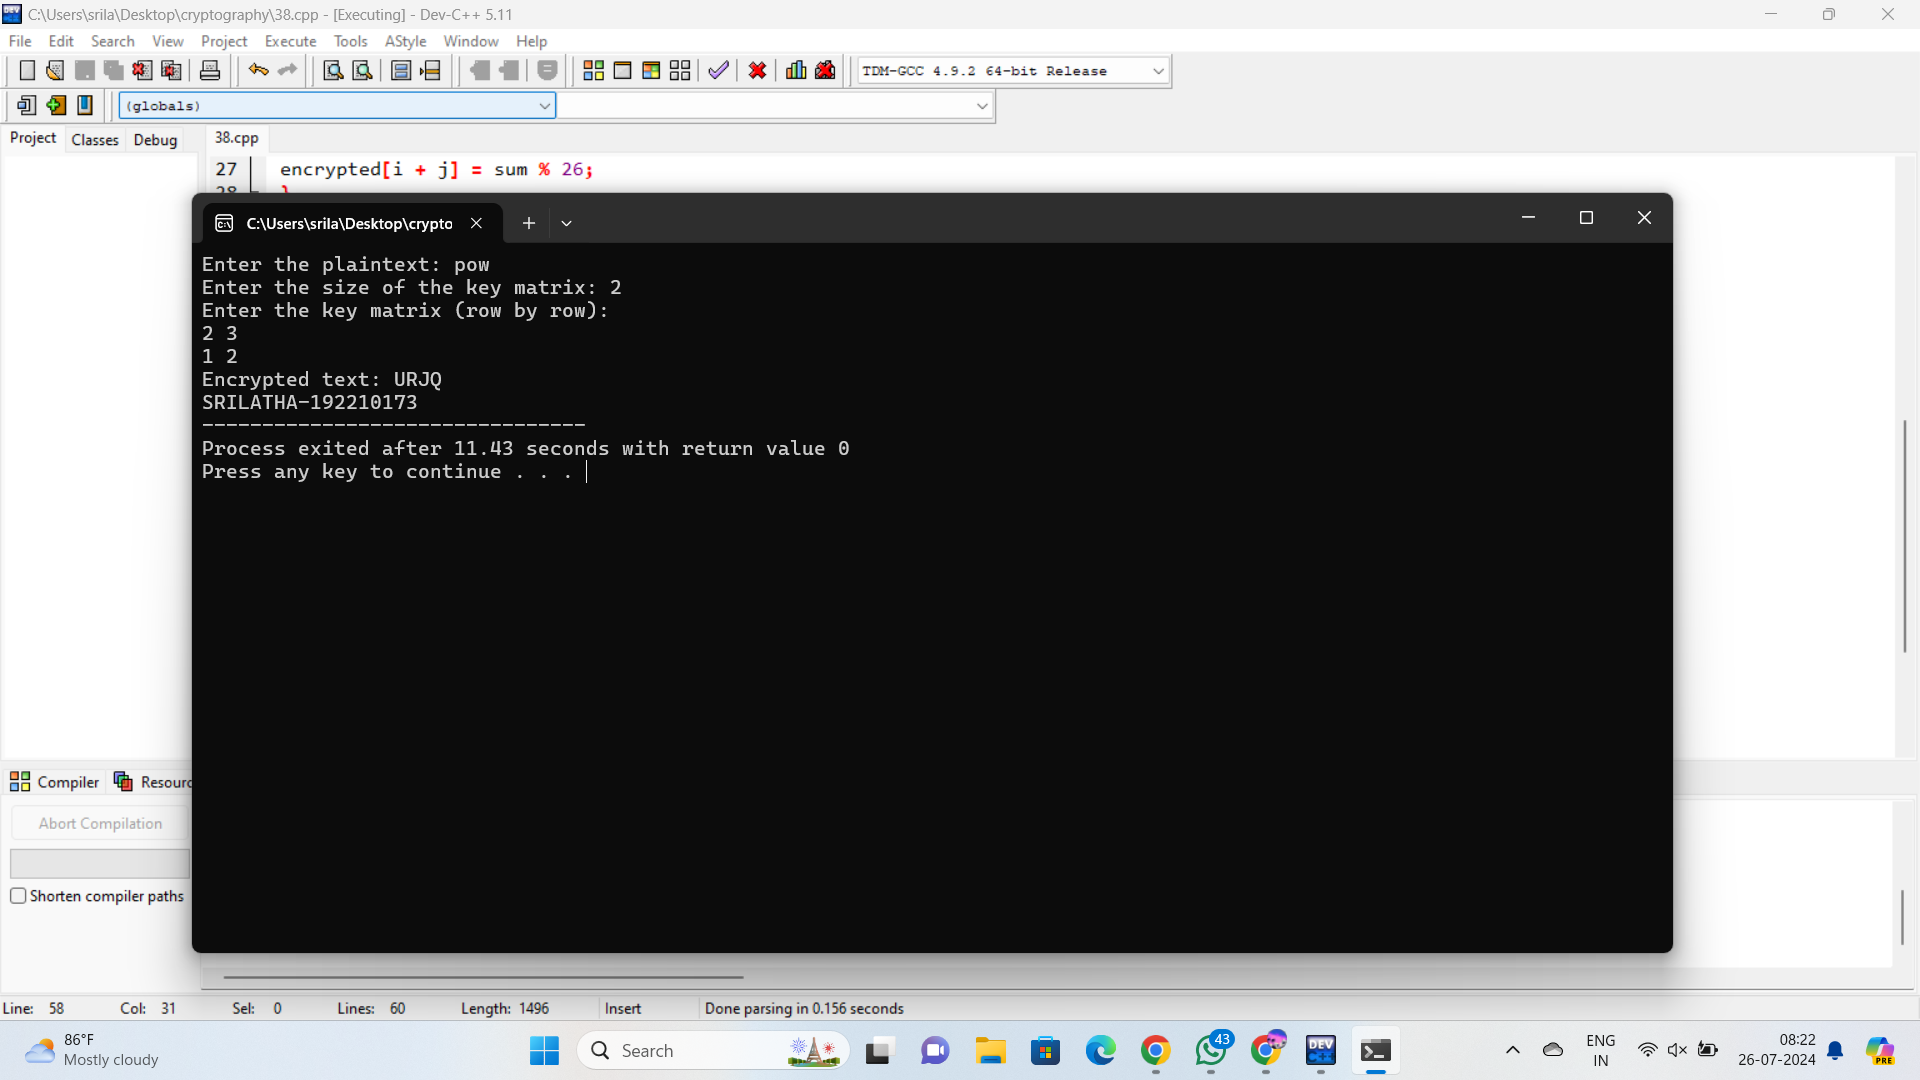 C:\Users\srila\Desktop\cryptography\38.cpp - [Executing] - Dev-C++ 5.11
File Edit Search View Project Execute Tools AStyle Window Help
TDM-GCC 4.9.2 64-bit Release
(globals)
Project Classes Debug 38.cpp
27 encrypted[i + j] = sum % 26;
28 }
C:\Users\srila\Desktop\crypto
Enter the plaintext: pow
Enter the size of the key matrix: 2
Enter the key matrix (row by row):
2 3
1 2
Encrypted text: URJQ
SRILATHA-192210173
--------------------------------
Process exited after 11.43 seconds with return value 0
Press any key to continue . . .
Compiler Resourc
Abort Compilation
Shorten compiler paths
Line: 58 Col: 31 Sel: 0 Lines: 60 Length: 1496 Insert Done parsing in 0.156 seconds
86°F
Mostly cloudy
Search
43
DEV
ENG
IN
08:22
26-07-2024
PRE